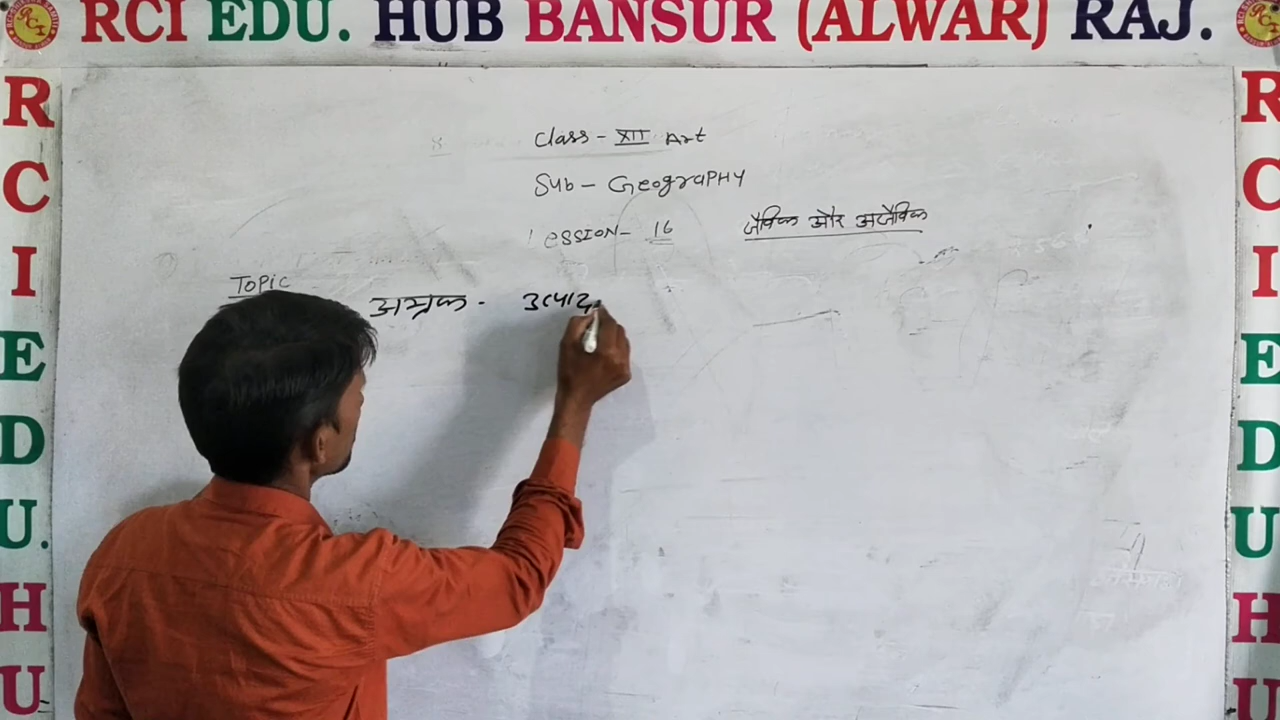 RCI EDU. HUB BANSUR (ALWAR) RAJ.
Class - XII Art
Sub - GeograPHY
LESSION - 16 जैविक और अजैविक
Topic
अभ्रक - उत्पाद
R
C
I
E
D
U.
H
U
R
C
I
E
D
U
H
U